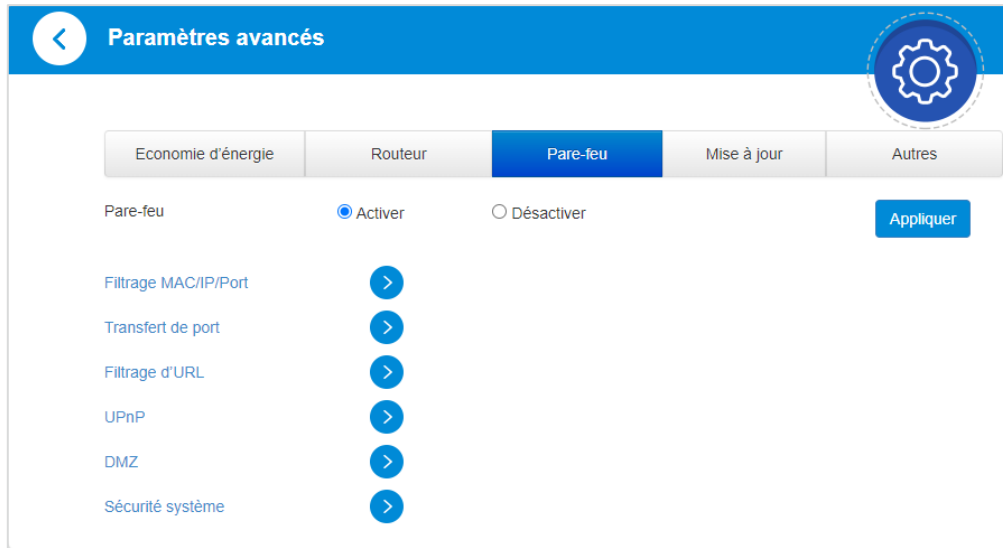 Paramètres avancés
Economie d'énergie Routeur Pare-feu Mise à jour Autres
Pare-feu Activer Désactiver Appliquer
Filtrage MAC/IP/Port
Transfert de port
Filtrage d’URL
UPnP
DMZ
Sécurité système